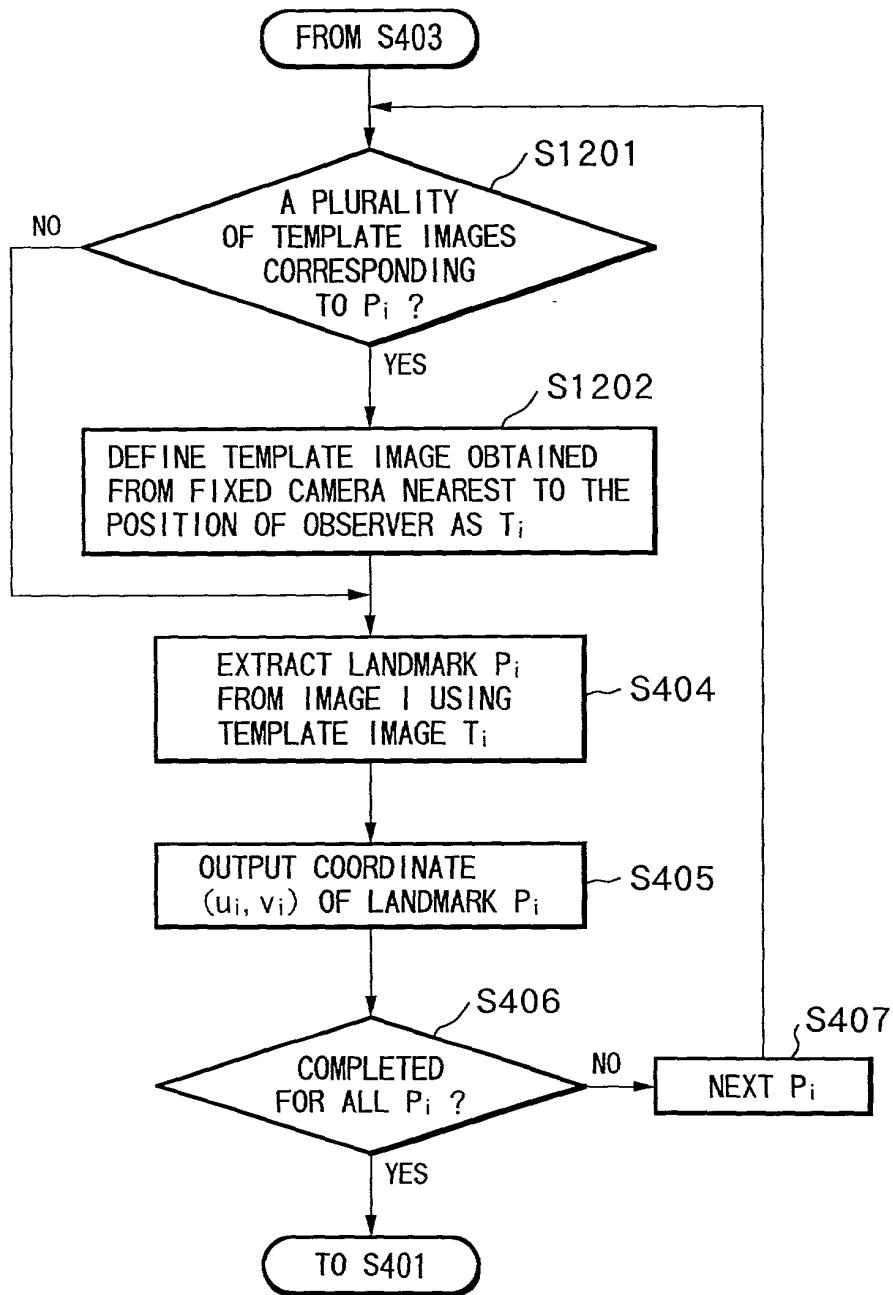 FROM S403
S1201
A PLURALITY
OF TEMPLATE IMAGES
CORRESPONDING
TO Pi ?
NO
YES
S1202
DEFINE TEMPLATE IMAGE OBTAINED
FROM FIXED CAMERA NEAREST TO THE
POSITION OF OBSERVER AS Ti
EXTRACT LANDMARK Pi
FROM IMAGE I USING
TEMPLATE IMAGE Ti
S404
OUTPUT COORDINATE
(ui, vi) OF LANDMARK Pi
S405
S406
COMPLETED
FOR ALL Pi ?
NO
S407
NEXT Pi
YES
TO S401